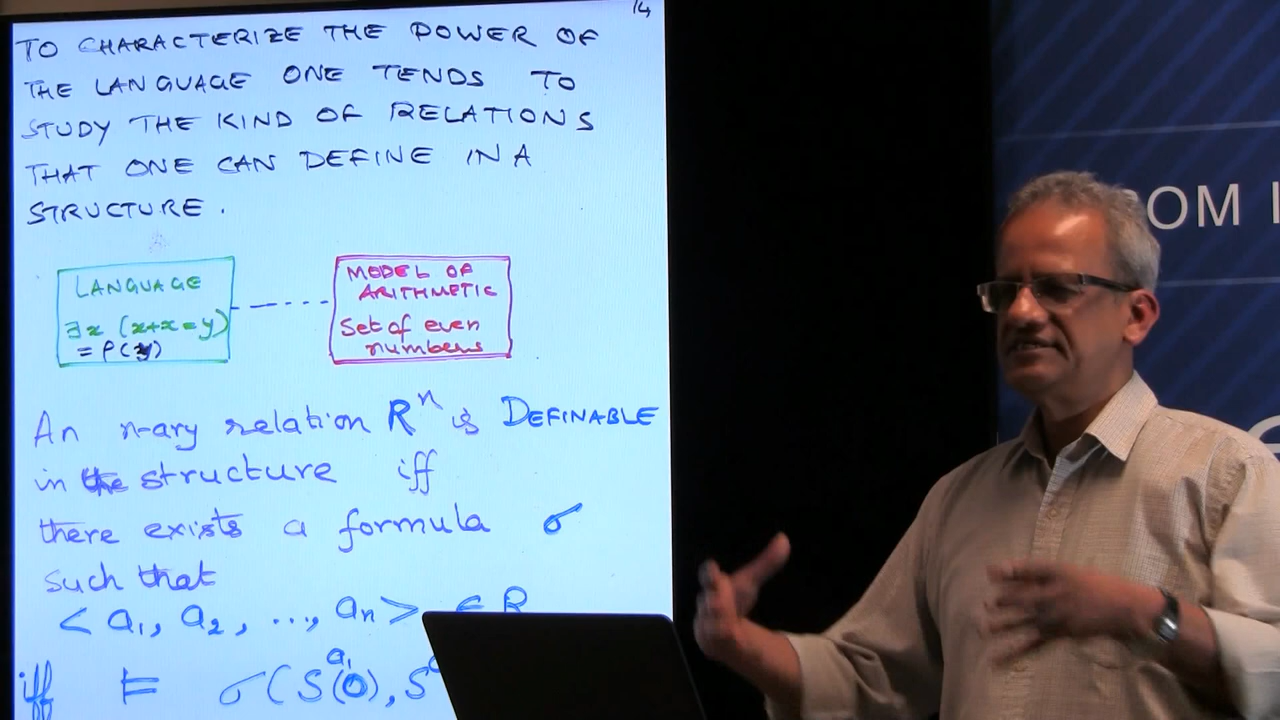 14
TO CHARACTERIZE THE POWER OF
THE LANGUAGE ONE TENDS TO
STUDY THE KIND OF RELATIONS
THAT ONE CAN DEFINE IN A
STRUCTURE.
LANGUAGE
∃x (x+x=y)
= P(y)
MODEL OF
ARITHMETIC
Set of even
numbers
An n-ary relation Rⁿ is DEFINABLE
in the structure iff
there exists a formula σ
such that
< a₁, a₂, ..., aₙ > ∈ R
iff ⊨ σ(S^a₁(0), S^a
OM